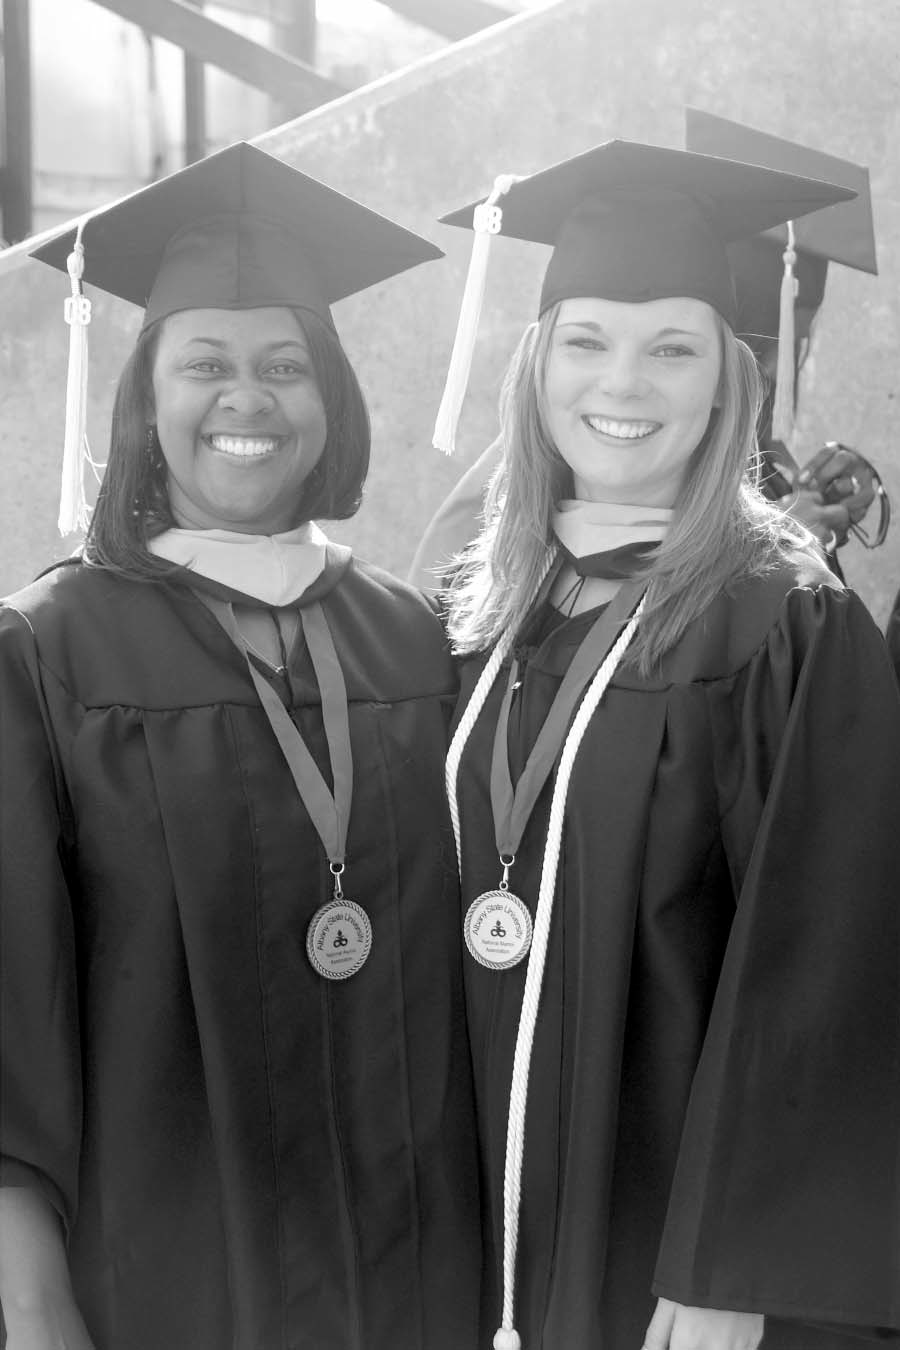 08
08
Albany State University
National Alumni
Association
Albany State University
National Alumni
Association